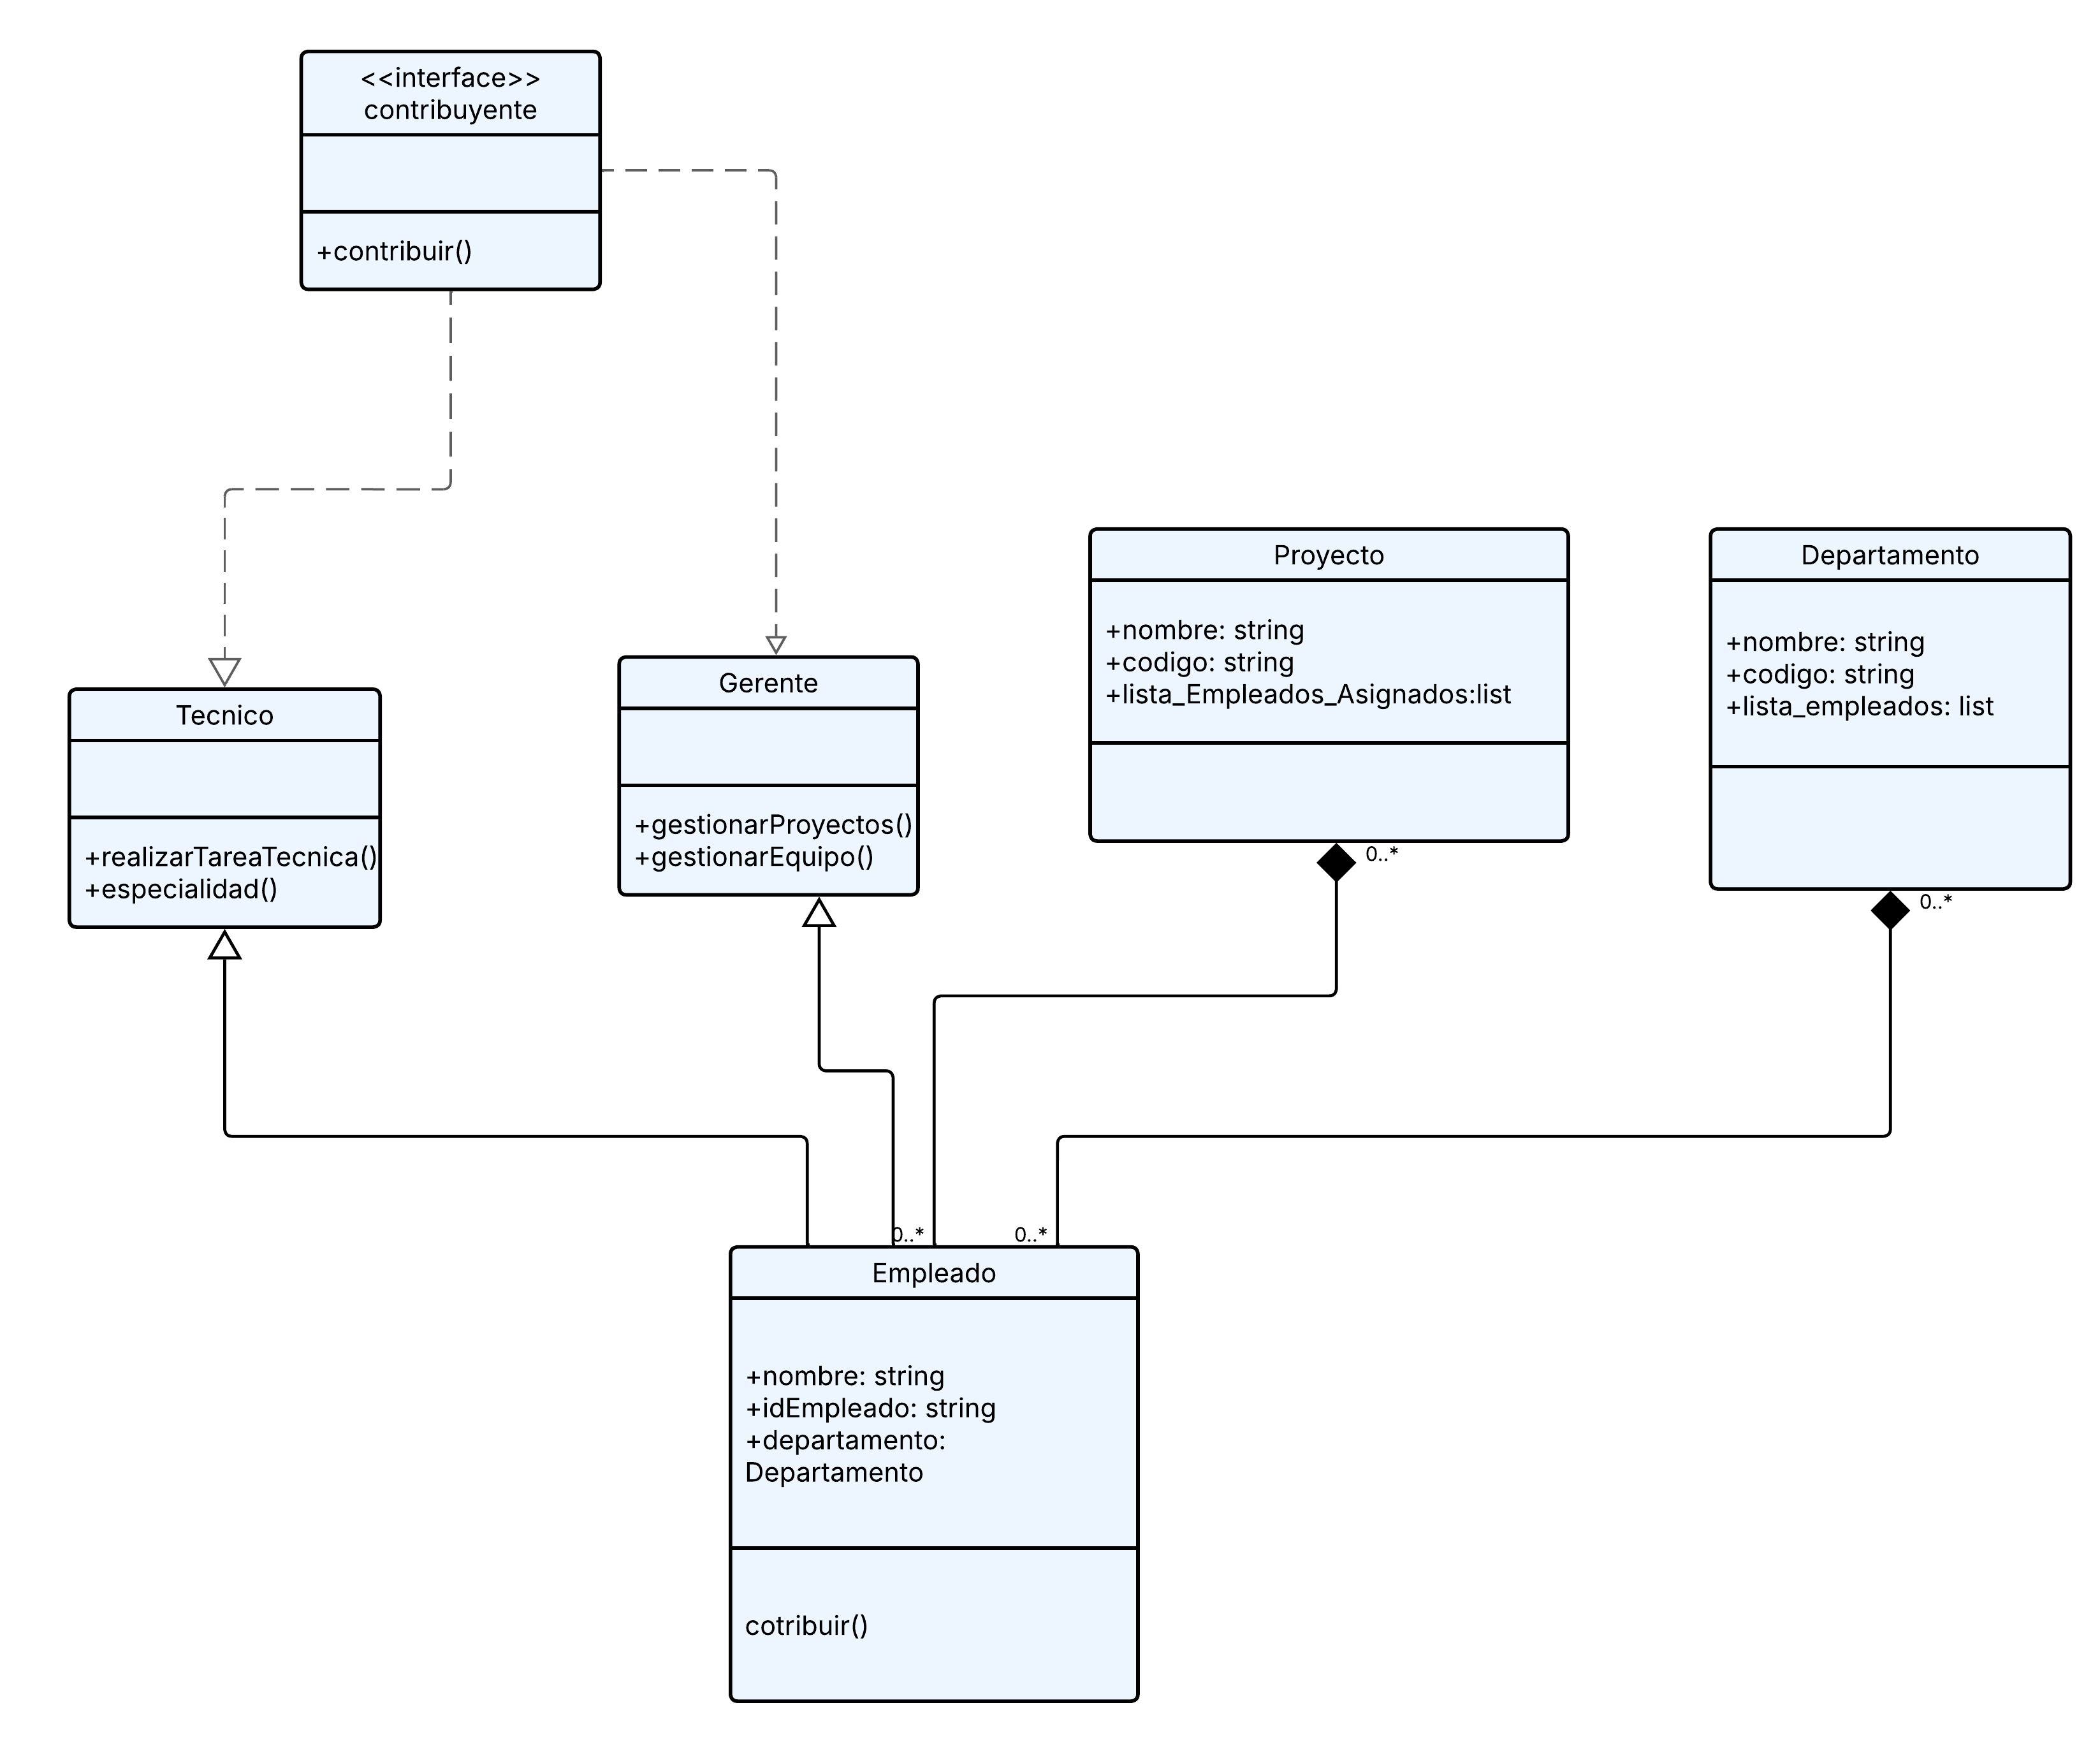 <<interface>>
contribuyente
+contribuir()
Tecnico
+realizarTareaTecnica()
+especialidad()
Gerente
+gestionarProyectos()
+gestionarEquipo()
Proyecto
+nombre: string
+codigo: string
+lista_Empleados_Asignados:list
0..*
Departamento
+nombre: string
+codigo: string
+lista_empleados: list
0..*
0..*
0..*
Empleado
+nombre: string
+idEmpleado: string
+departamento:
Departamento
cotribuir()